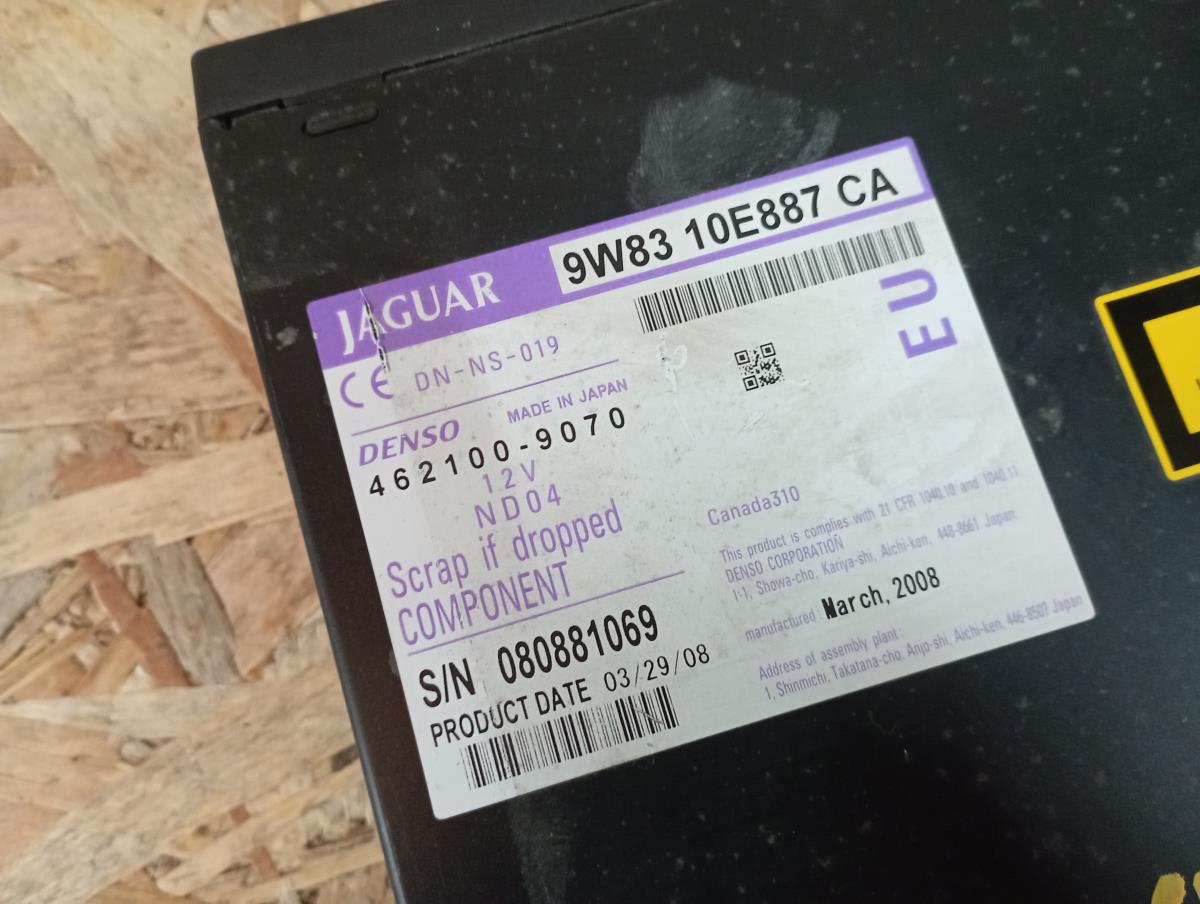 JAGUAR 9W83 10E887 CA
CE DN-NS-019
EU
DENSO MADE IN JAPAN
462100-9070
12V
ND04
Scrap if dropped
COMPONENT
S/N 080881069
PRODUCT DATE 03/29/08
Canada310
This product is complies with 21 CFR 1040.10 and 1040.11
DENSO CORPORATION
1-1, Showa-cho, Kariya-shi, Aichi-ken, 448-8661 Japan
manufactured: March, 2008
Address of assembly plant:
1, Shinmichi, Takatana-cho, Anjo-shi, Aichi-ken, 446-8507 Japan